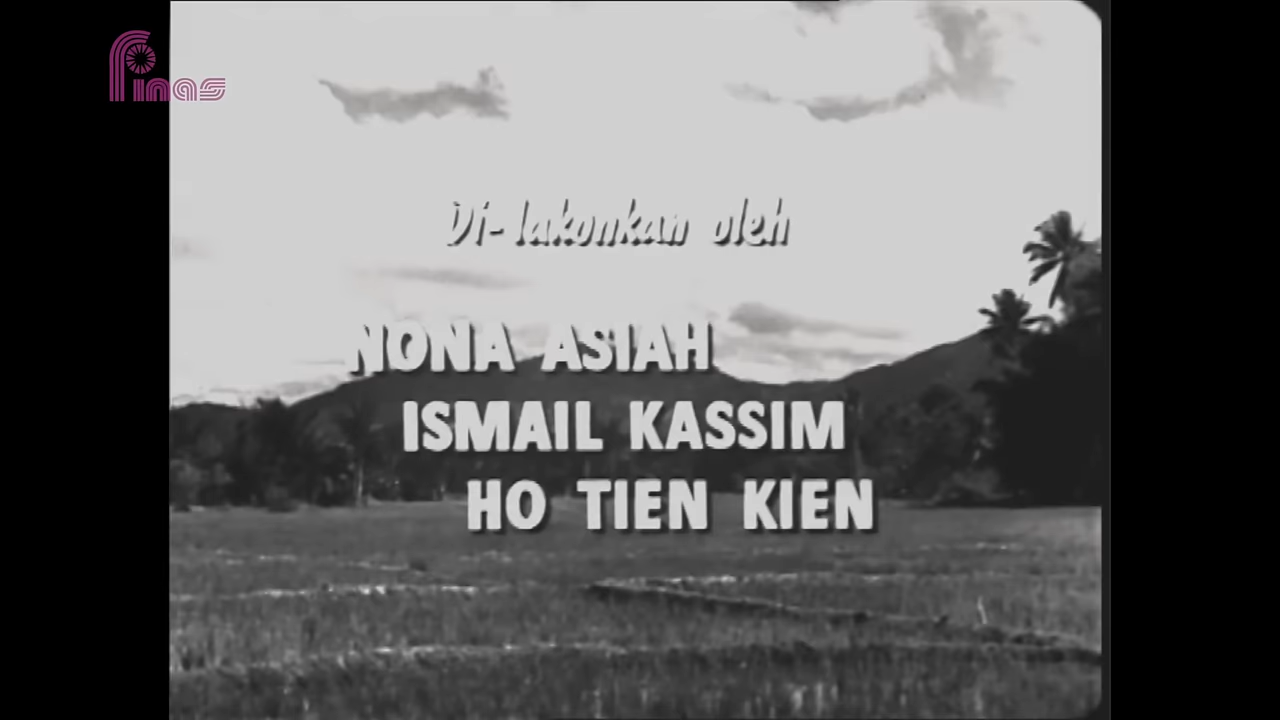 Finas
Di-lakonkan oleh
NONA ASIAH
ISMAIL KASSIM
HO TIEN KIEN